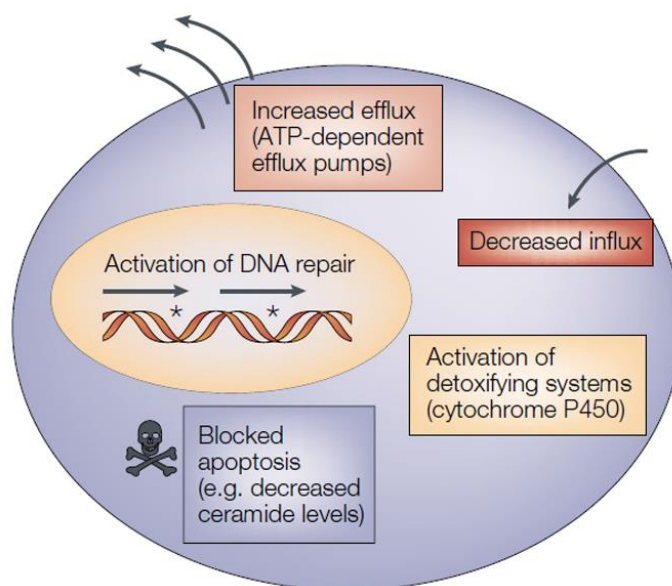 Increased efflux
(ATP-dependent
efflux pumps)
Decreased influx
Activation of DNA repair
* *
Activation of
detoxifying systems
(cytochrome P450)
Blocked
apoptosis
(e.g. decreased
ceramide levels)